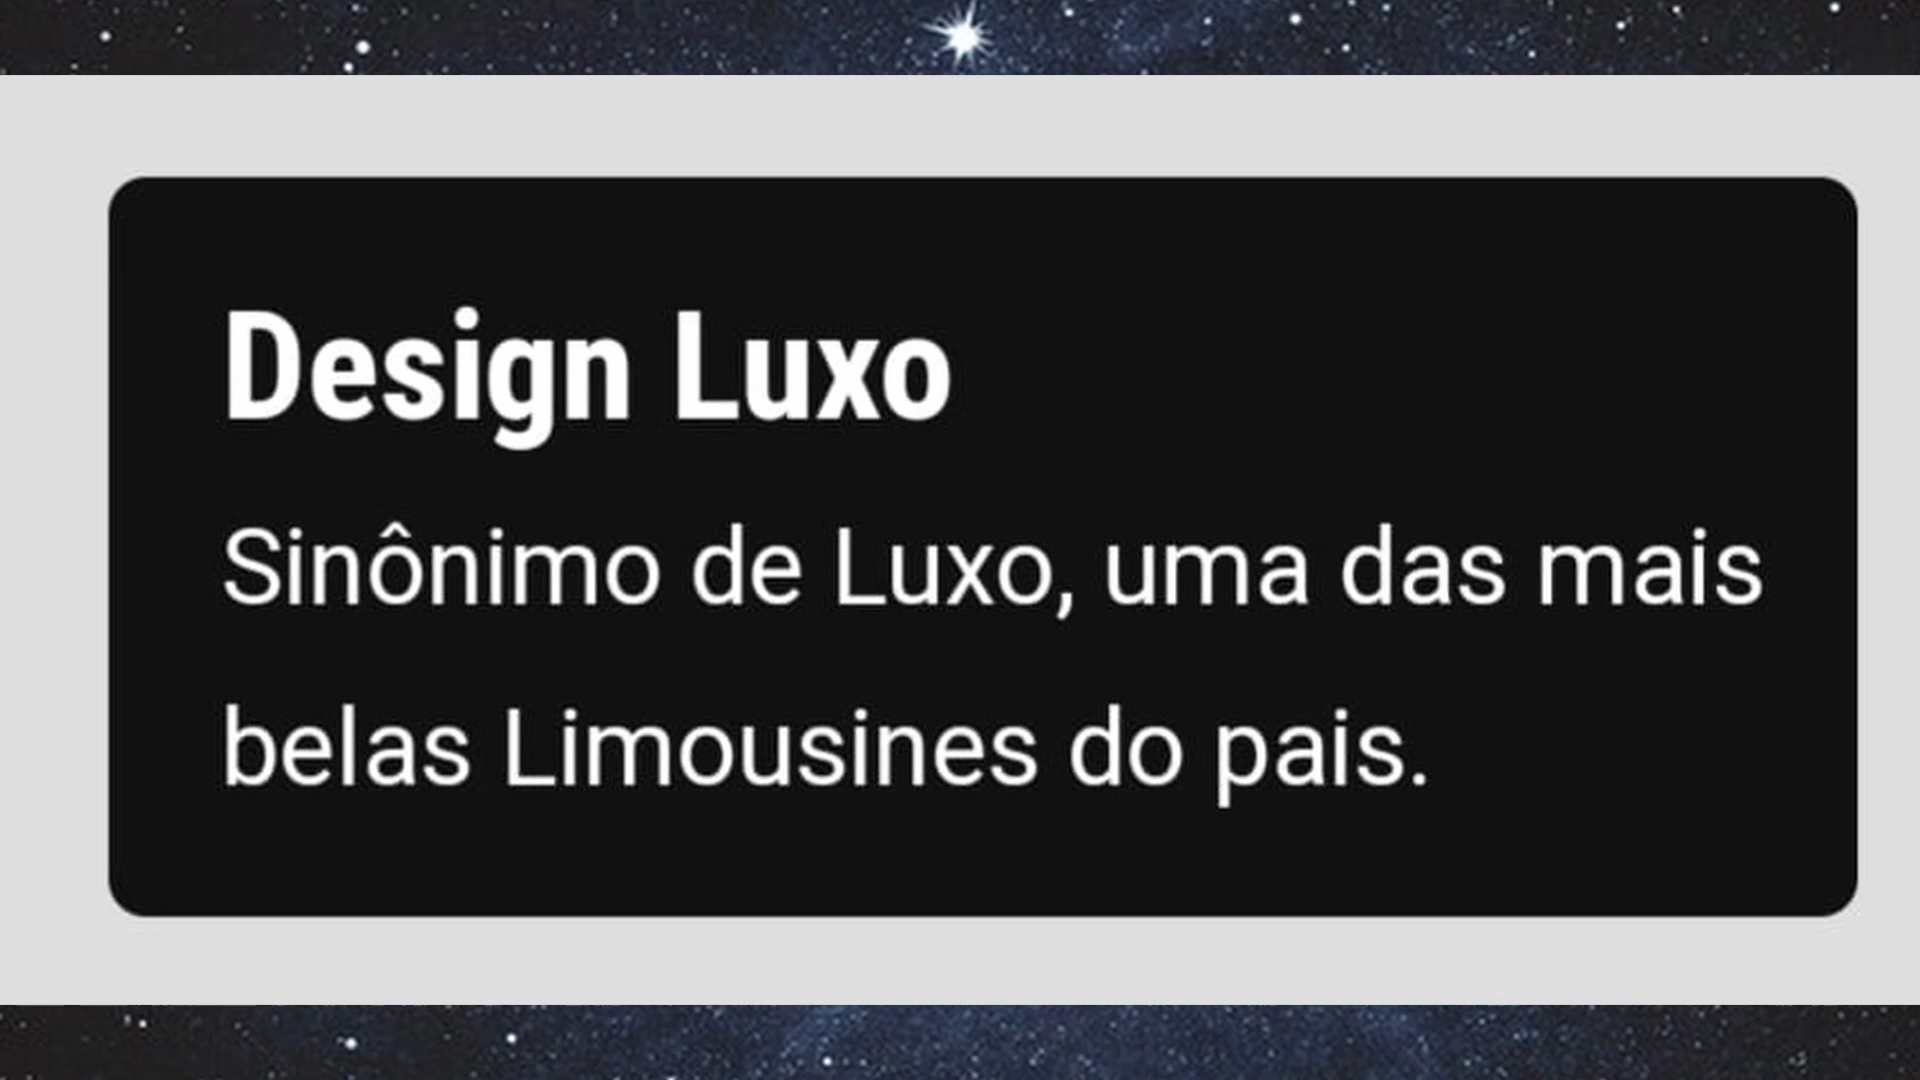 Design Luxo
Sinônimo de Luxo, uma das mais
belas Limousines do pais.